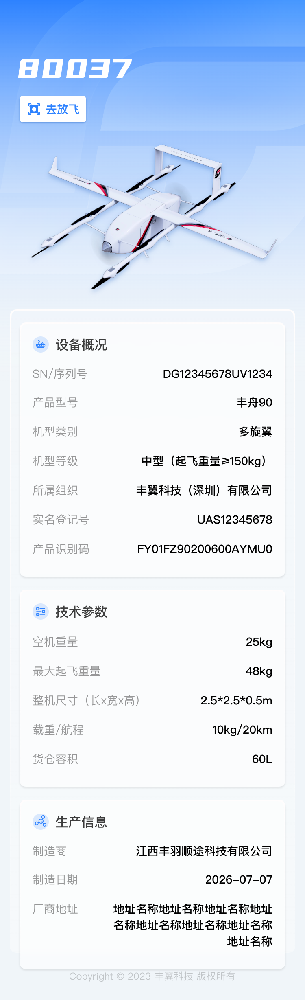 80037
去放飞
设备概况
SN/序列号 DG12345678UV1234
产品型号 丰舟90
机型类别 多旋翼
机型等级 中型（起飞重量≥150kg）
所属组织 丰翼科技（深圳）有限公司
实名登记号 UAS12345678
产品识别码 FY01FZ90200600AYMU0
技术参数
空机重量 25kg
最大起飞重量 48kg
整机尺寸（长x宽x高） 2.5*2.5*0.5m
载重/航程 10kg/20km
货仓容积 60L
生产信息
制造商 江西丰羽顺途科技有限公司
制造日期 2026-07-07
厂商地址 地址名称地址名称地址名称地址
名称地址名称地址名称地址名称
地址名称
Copyright © 2023 丰翼科技 版权所有